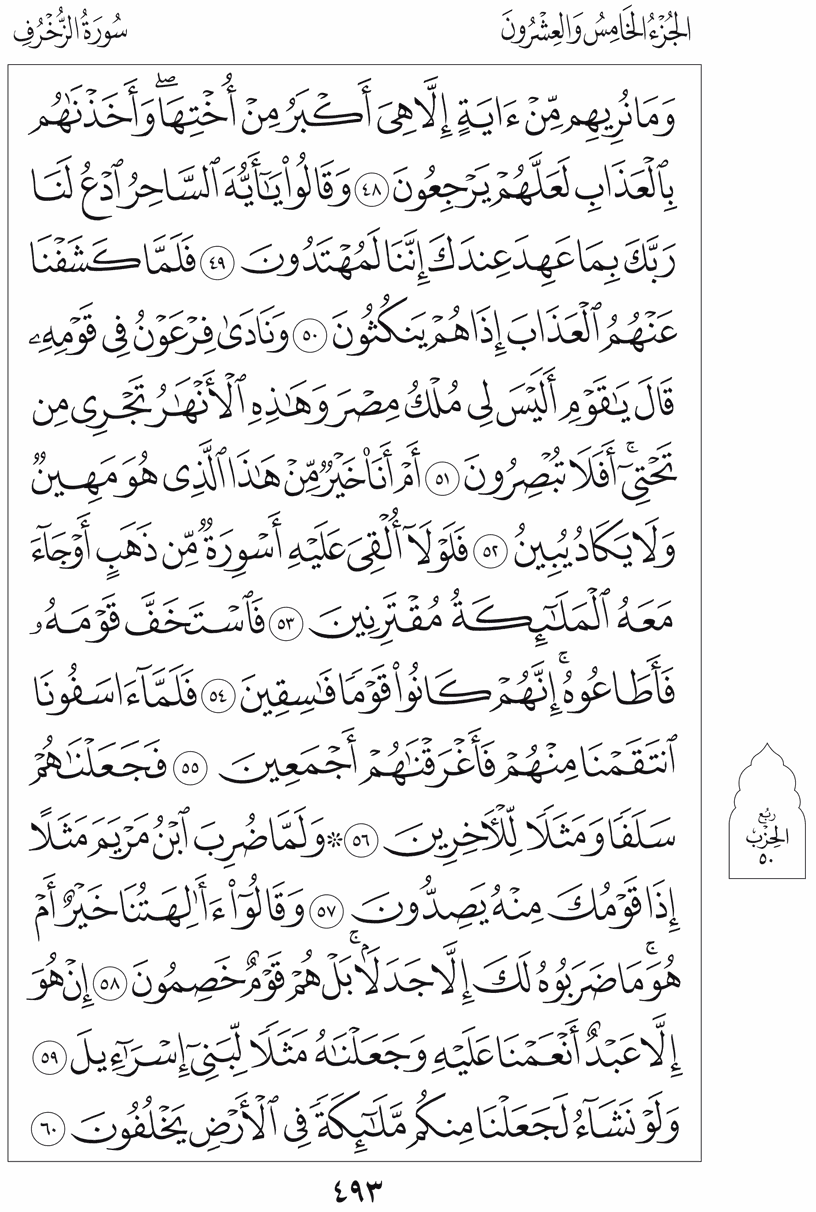 الجُزْءُ الخَامِسُ وَالعِشْرُونَ
سُورَةُ الزُّخْرُفِ
وَمَا نُرِيهِم مِّنْ ءَايَةٍ إِلَّا هِىَ أَكْبَرُ مِنْ أُخْتِهَا ۖ وَأَخَذْنَٰهُم
بِٱلْعَذَابِ لَعَلَّهُمْ يَرْجِعُونَ ٤٨ وَقَالُوا۟ يَٰٓأَيُّهَ ٱلسَّاحِرُ ٱدْعُ لَنَا
رَبَّكَ بِمَا عَهِدَ عِندَكَ إِنَّنَا لَمُهْتَدُونَ ٤٩ فَلَمَّا كَشَفْنَا
عَنْهُمُ ٱلْعَذَابَ إِذَا هُمْ يَنكُثُونَ ٥٠ وَنَادَىٰ فِرْعَوْنُ فِى قَوْمِهِۦ
قَالَ يَٰقَوْمِ أَلَيْسَ لِى مُلْكُ مِصْرَ وَهَٰذِهِ ٱلْأَنْهَٰرُ تَجْرِى مِن
تَحْتِىٓ ۚ أَفَلَا تُبْصِرُونَ ٥١ أَمْ أَنَا۠ خَيْرٌ مِّنْ هَٰذَا ٱلَّذِى هُوَ مَهِينٌ
وَلَا يَكَادُ يُبِينُ ٥٢ فَلَوْلَآ أُلْقِىَ عَلَيْهِ أَسْوِرَةٌ مِّن ذَهَبٍ أَوْ جَآءَ
مَعَهُ ٱلْمَلَٰٓئِكَةُ مُقْتَرِنِينَ ٥٣ فَٱسْتَخَفَّ قَوْمَهُۥ
فَأَطَاعُوهُ ۚ إِنَّهُمْ كَانُوا۟ قَوْمًا فَٰسِقِينَ ٥٤ فَلَمَّآ ءَاسَفُونَا
ٱنتَقَمْنَا مِنْهُمْ فَأَغْرَقْنَٰهُمْ أَجْمَعِينَ ٥٥ فَجَعَلْنَٰهُمْ
سَلَفًا وَمَثَلًا لِّلْءَاخِرِينَ ٥٦ ۞ وَلَمَّا ضُرِبَ ٱبْنُ مَرْيَمَ مَثَلًا
إِذَا قَوْمُكَ مِنْهُ يَصِدُّونَ ٥٧ وَقَالُوٓا۟ ءَأَٰلِهَتُنَا خَيْرٌ أَمْ
هُوَ ۚ مَا ضَرَبُوهُ لَكَ إِلَّا جَدَلًۢا ۚ بَلْ هُمْ قَوْمٌ خَصِمُونَ ٥٨ إِنْ هُوَ
إِلَّا عَبْدٌ أَنْعَمْنَا عَلَيْهِ وَجَعَلْنَٰهُ مَثَلًا لِّبَنِىٓ إِسْرَٰٓءِيلَ ٥٩
وَلَوْ نَشَآءُ لَجَعَلْنَا مِنكُم مَّلَٰٓئِكَةً فِى ٱلْأَرْضِ يَخْلُفُونَ ٦٠
رُبْعُ
الحِزْبِ
٥٠
٤٩٣